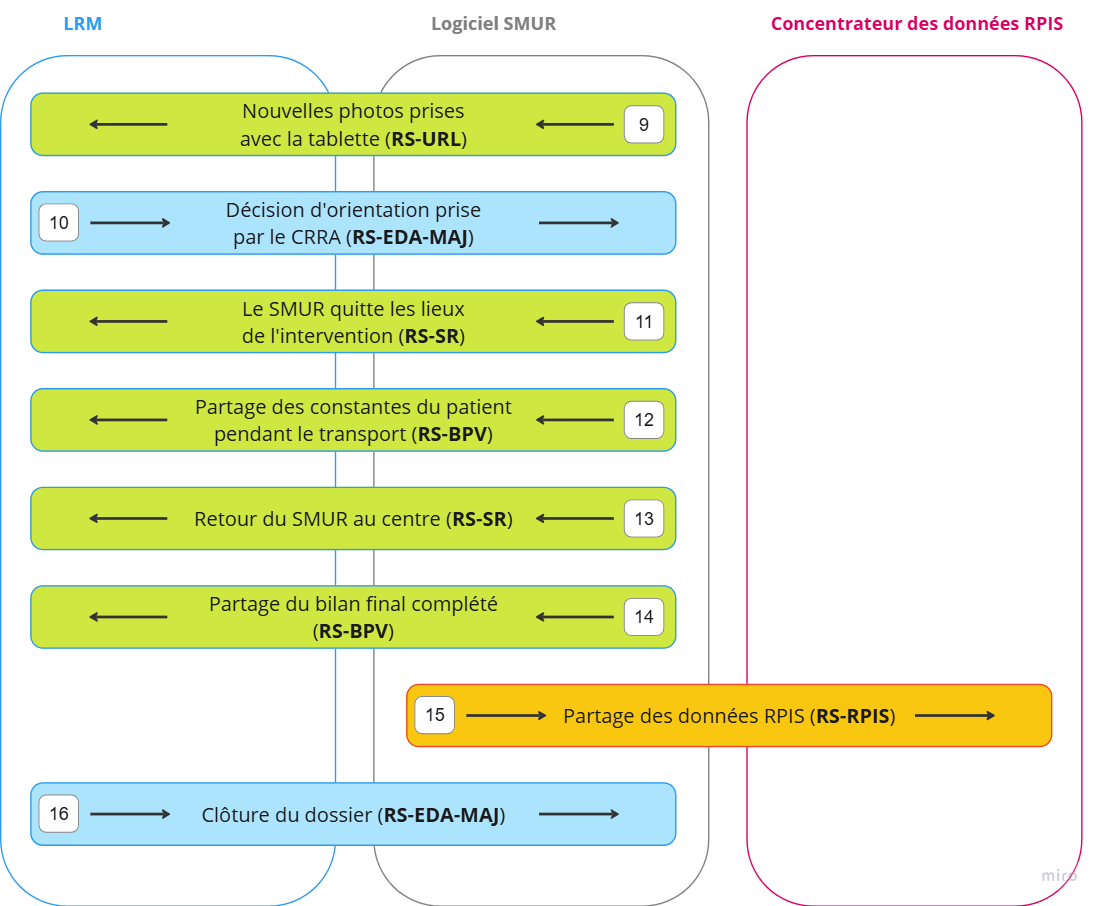 LRM
Logiciel SMUR
Concentrateur des données RPIS
Nouvelles photos prises
avec la tablette (RS-URL)
9
10
Décision d'orientation prise
par le CRRA (RS-EDA-MAJ)
Le SMUR quitte les lieux
de l'intervention (RS-SR)
11
Partage des constantes du patient
pendant le transport (RS-BPV)
12
Retour du SMUR au centre (RS-SR)
13
Partage du bilan final complété
(RS-BPV)
14
15
Partage des données RPIS (RS-RPIS)
16
Clôture du dossier (RS-EDA-MAJ)
miro